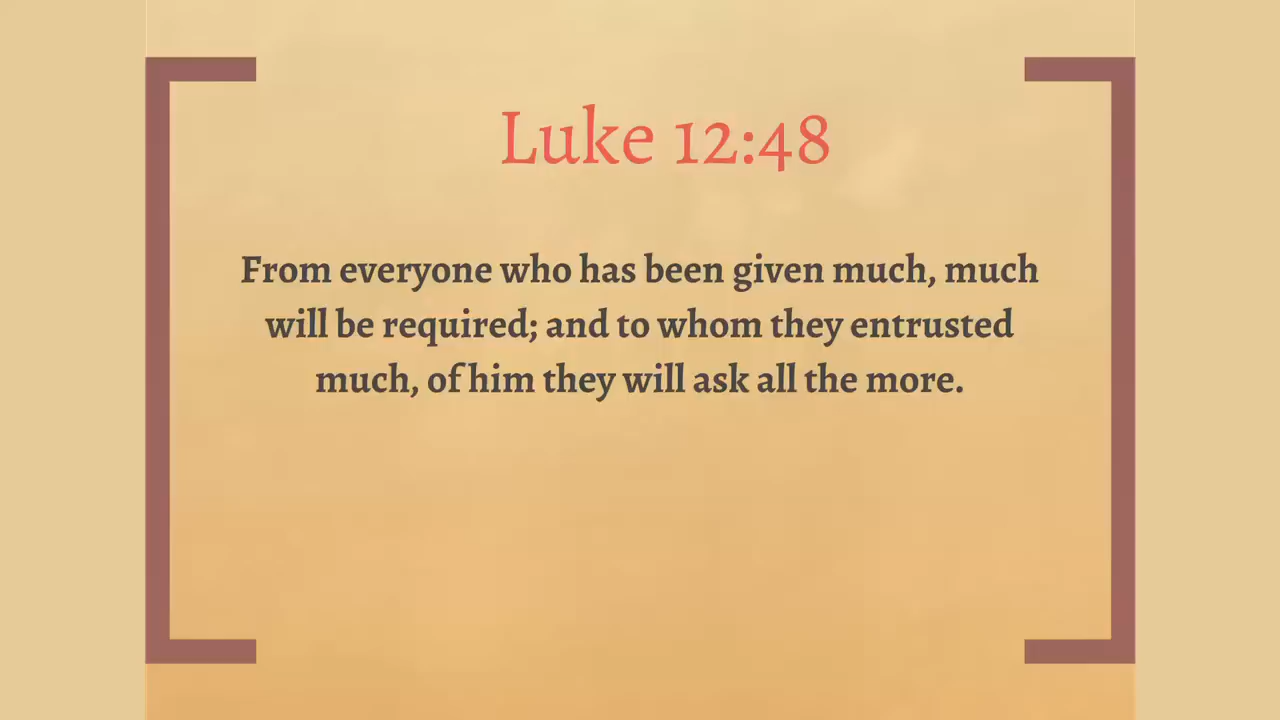 Luke 12:48
From everyone who has been given much, much
will be required; and to whom they entrusted
much, of him they will ask all the more.